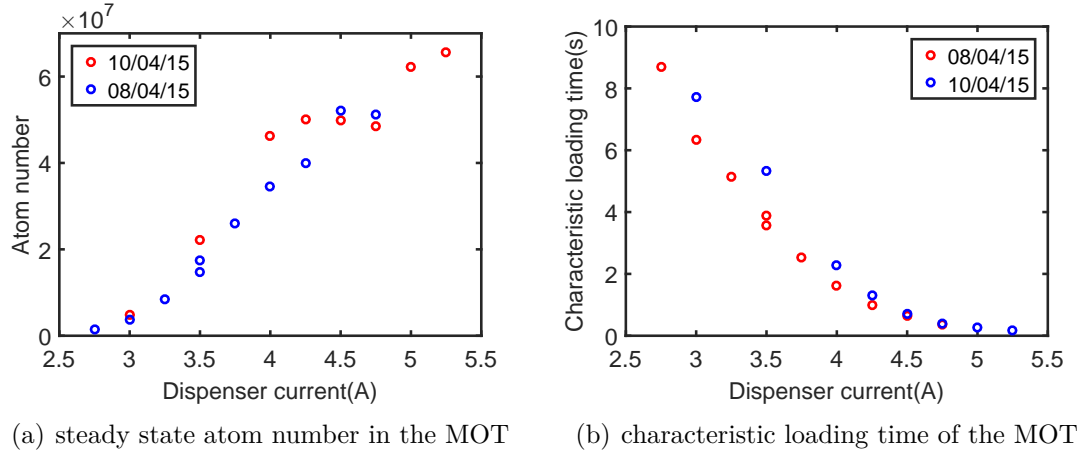 ×10⁷
6
4
2
0
Atom number
10/04/15
08/04/15
2.5 3 3.5 4 4.5 5 5.5
Dispenser current(A)
(a) steady state atom number in the MOT
10
8
6
4
2
0
Characteristic loading time(s)
08/04/15
10/04/15
2.5 3 3.5 4 4.5 5 5.5
Dispenser current(A)
(b) characteristic loading time of the MOT